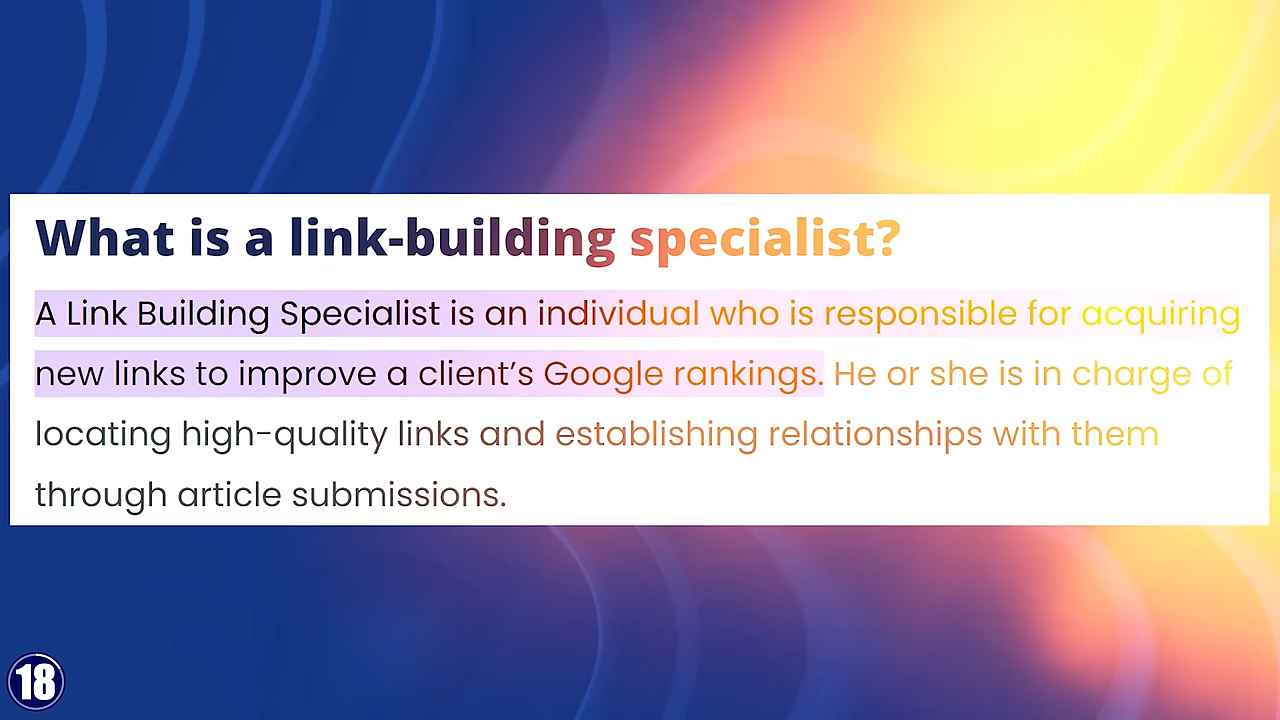 What is a link-building specialist?
A Link Building Specialist is an individual who is responsible for acquiring
new links to improve a client’s Google rankings. He or she is in charge of
locating high-quality links and establishing relationships with them
through article submissions.
18